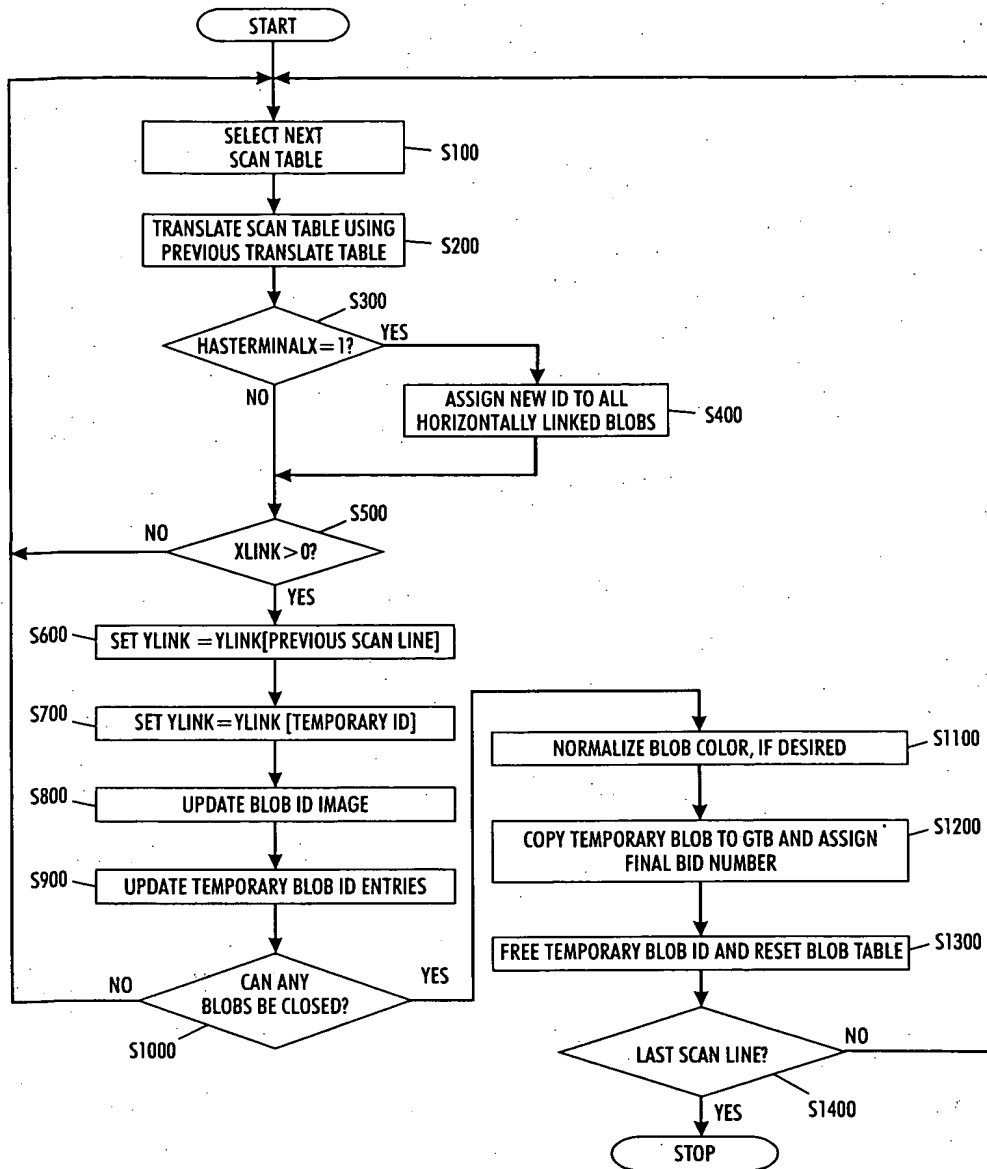 START
SELECT NEXT
SCAN TABLE
S100
TRANSLATE SCAN TABLE USING
PREVIOUS TRANSLATE TABLE
S200
S300
HASTERMINALX=1?
YES
NO
ASSIGN NEW ID TO ALL
HORIZONTALLY LINKED BLOBS
S400
S500
NO
XLINK>0?
YES
S600
SET YLINK =YLINK[PREVIOUS SCAN LINE]
S700
SET YLINK=YLINK [TEMPORARY ID]
S800
UPDATE BLOB ID IMAGE
S900
UPDATE TEMPORARY BLOB ID ENTRIES
NO
CAN ANY
BLOBS BE CLOSED?
YES
S1000
NORMALIZE BLOB COLOR, IF DESIRED
S1100
COPY TEMPORARY BLOB TO GTB AND ASSIGN
FINAL BID NUMBER
S1200
FREE TEMPORARY BLOB ID AND RESET BLOB TABLE
S1300
LAST SCAN LINE?
NO
S1400
YES
STOP